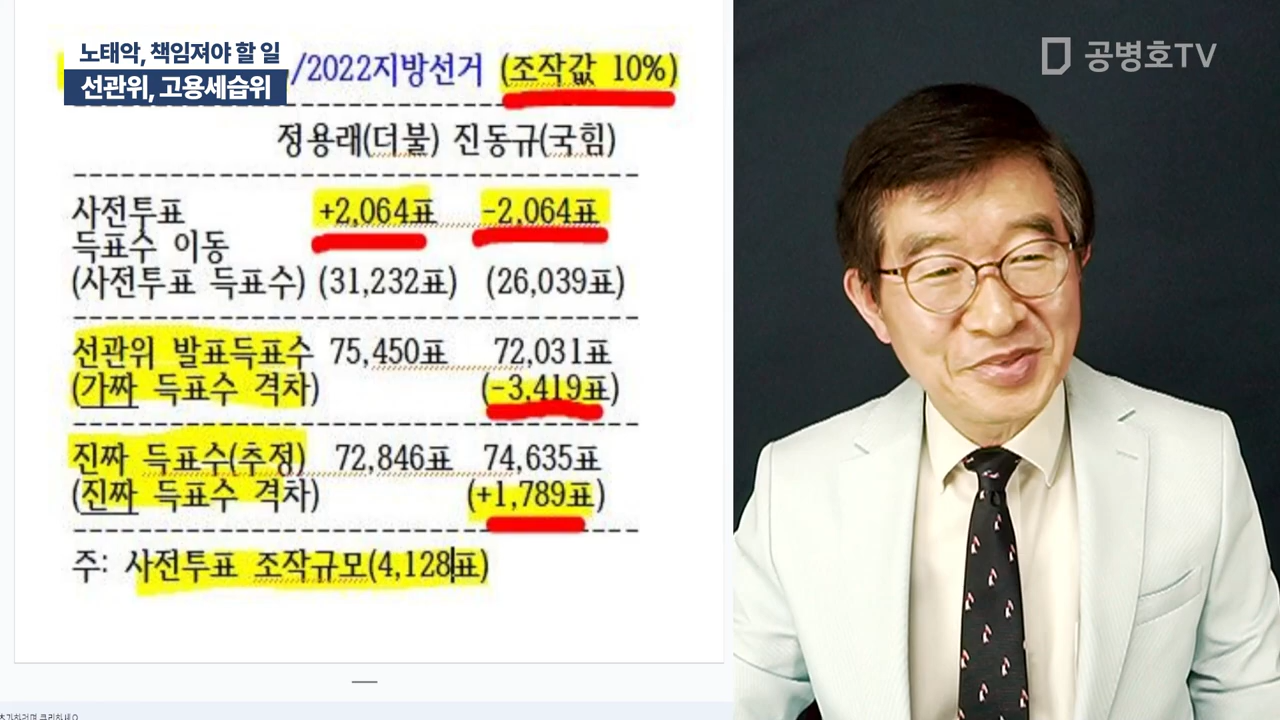 노태악, 책임져야 할 일
선관위, 고용세습위
/2022지방선거 (조작값 10%)
공병호TV
정용래(더불) 진동규(국힘)
사전투표 +2,064표 -2,064표
득표수 이동
(사전투표 득표수) (31,232표) (26,039표)
선관위 발표득표수 75,450표 72,031표
(가짜 득표수 격차) (-3,419표)
진짜 득표수(추정) 72,846표 74,635표
(진짜 득표수 격차) (+1,789표)
주: 사전투표 조작규모(4,128표)